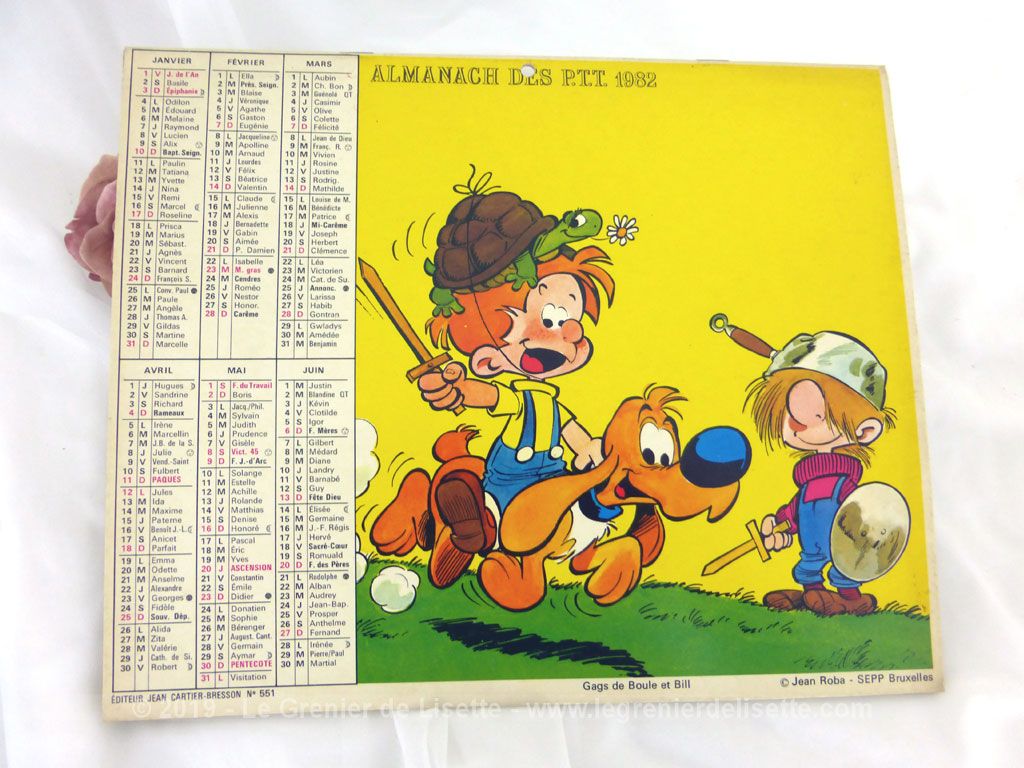 ALMANACH DES P.T.T. 1982
JANVIER
1 V J. de l'An
2 S Basile
3 D Épiphanie
4 L Odilon
5 M Édouard
6 M Melaine
7 J Raymond
8 V Lucien
9 S Alix
10 D Bapt. Seign.
11 L Paulin
12 M Tatiana
13 M Yvette
14 J Nina
15 V Remi
16 S Marcel
17 D Roseline
18 L Prisca
19 M Marius
20 M Sébast.
21 J Agnès
22 V Vincent
23 S Barnard
24 D François S.
25 L Conv. Paul
26 M Paule
27 M Angèle
28 J Thomas A.
29 V Gildas
30 S Martine
31 D Marcelle
FÉVRIER
1 L Ella
2 M Prés. Seign.
3 M Blaise
4 J Véronique
5 V Agathe
6 S Gaston
7 D Eugénie
8 L Jacqueline
9 M Apolline
10 M Arnaud
11 J Lourdes
12 V Félix
13 S Béatrice
14 D Valentin
15 L Claude
16 M Julienne
17 M Alexis
18 J Bernadette
19 V Gabin
20 S Aimée
21 D P. Damien
22 L Isabelle
23 M M. gras
24 M Cendres
25 J Roméo
26 V Nestor
27 S Honor.
28 D Carême
MARS
1 L Aubin
2 M Ch. Bon
3 M Guénolé QT
4 J Casimir
5 V Olive
6 S Colette
7 D Félicité
8 L Jean de Dieu
9 M Franç. R.
10 M Vivien
11 J Rosine
12 V Justine
13 S Rodrig.
14 D Mathilde
15 L Louise de M.
16 M Bénédicte
17 M Patrice
18 J Mi-Carême
19 V Joseph
20 S Herbert
21 D Clémence
22 L Léa
23 M Victorien
24 M Cat. de Su.
25 J Annonc.
26 V Larissa
27 S Habib
28 D Gontran
29 L Gwladys
30 M Amédée
31 M Benjamin
AVRIL
1 J Hugues
2 V Sandrine
3 S Richard
4 D Rameaux
5 L Irène
6 M Marcellin
7 M J.B. de la S.
8 J Julie
9 V Vend.-Saint
10 S Fulbert
11 D PAQUES
12 L Jules
13 M Ida
14 M Maxime
15 J Paterne
16 V Benoît J.-L.
17 S Anicet
18 D Parfait
19 L Emma
20 M Odette
21 M Anselme
22 J Alexandre
23 V Georges
24 S Fidèle
25 D Souv. Dép.
26 L Alida
27 M Zita
28 M Valérie
29 J Cath. de Si.
30 V Robert
MAI
1 S F. du Travail
2 D Boris
3 L Jacq./Phil.
4 M Sylvain
5 M Judith
6 J Prudence
7 V Gisèle
8 S Vict. 45
9 D F. J.-d'Arc
10 L Solange
11 M Estelle
12 M Achille
13 J Rolande
14 V Matthias
15 S Denise
16 D Honoré
17 L Pascal
18 M Éric
19 M Yves
20 J ASCENSION
21 V Constantin
22 S Émile
23 D Didier
24 L Donatien
25 M Sophie
26 M Bérenger
27 J August. Cant.
28 V Germain
29 S Aymar
30 D PENTECOTE
31 L Visitation
JUIN
1 M Justin
2 M Blandine QT
3 J Kévin
4 V Clotilde
5 S Igor
6 D F. Mères
7 L Gilbert
8 M Médard
9 M Diane
10 J Landry
11 V Barnabé
12 S Guy
13 D Fête Dieu
14 L Élisée
15 M Germaine
16 M J.-F. Régis
17 J Hervé
18 V Sacré-Cœur
19 S Romuald
20 D F. des Pères
21 L Rodolphe
22 M Alban
23 M Audrey
24 J Jean-Bap.
25 V Prosper
26 S Anthelme
27 D Fernand
28 L Irénée
29 M Pierre/Paul
30 M Martial
ÉDITEUR JEAN CARTIER-BRESSON N° 551
Gags de Boule et Bill
© Jean Roba - SEPP Bruxelles
© 2019 - Le Grenier de Lisette - www.legrenierdelisette.com